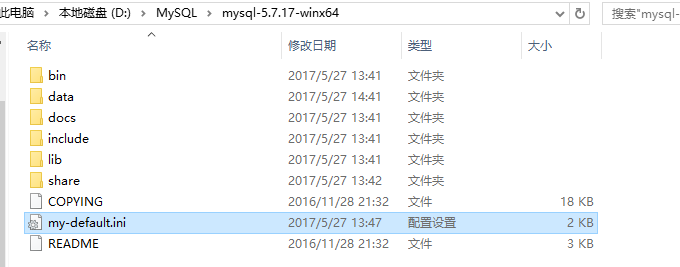 此电脑 › 本地磁盘 (D:) › MySQL › mysql-5.7.17-winx64 搜索"mysql-
名称 修改日期 类型 大小
bin 2017/5/27 13:41 文件夹
data 2017/5/27 14:41 文件夹
docs 2017/5/27 13:41 文件夹
include 2017/5/27 13:41 文件夹
lib 2017/5/27 13:41 文件夹
share 2017/5/27 13:42 文件夹
COPYING 2016/11/28 21:32 文件 18 KB
my-default.ini 2017/5/27 13:47 配置设置 2 KB
README 2016/11/28 21:32 文件 3 KB